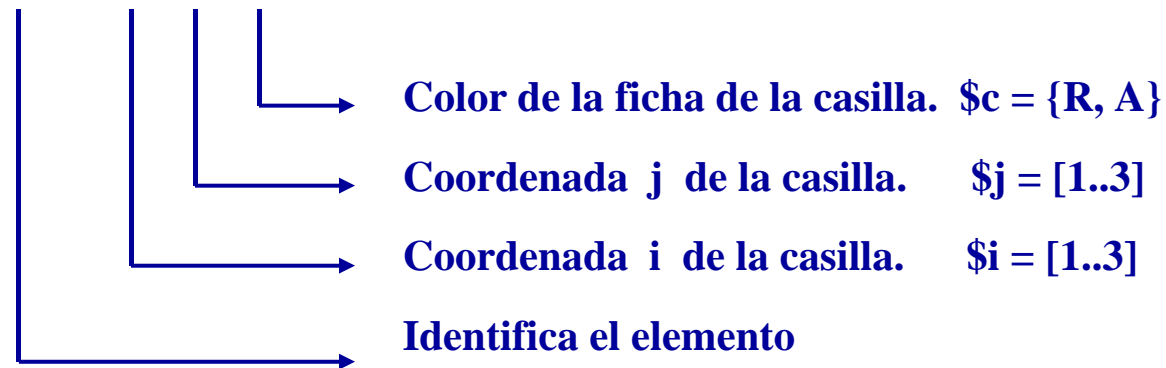 Color de la ficha de la casilla. $c = {R, A}
Coordenada j de la casilla. $j = [1..3]
Coordenada i de la casilla. $i = [1..3]
Identifica el elemento